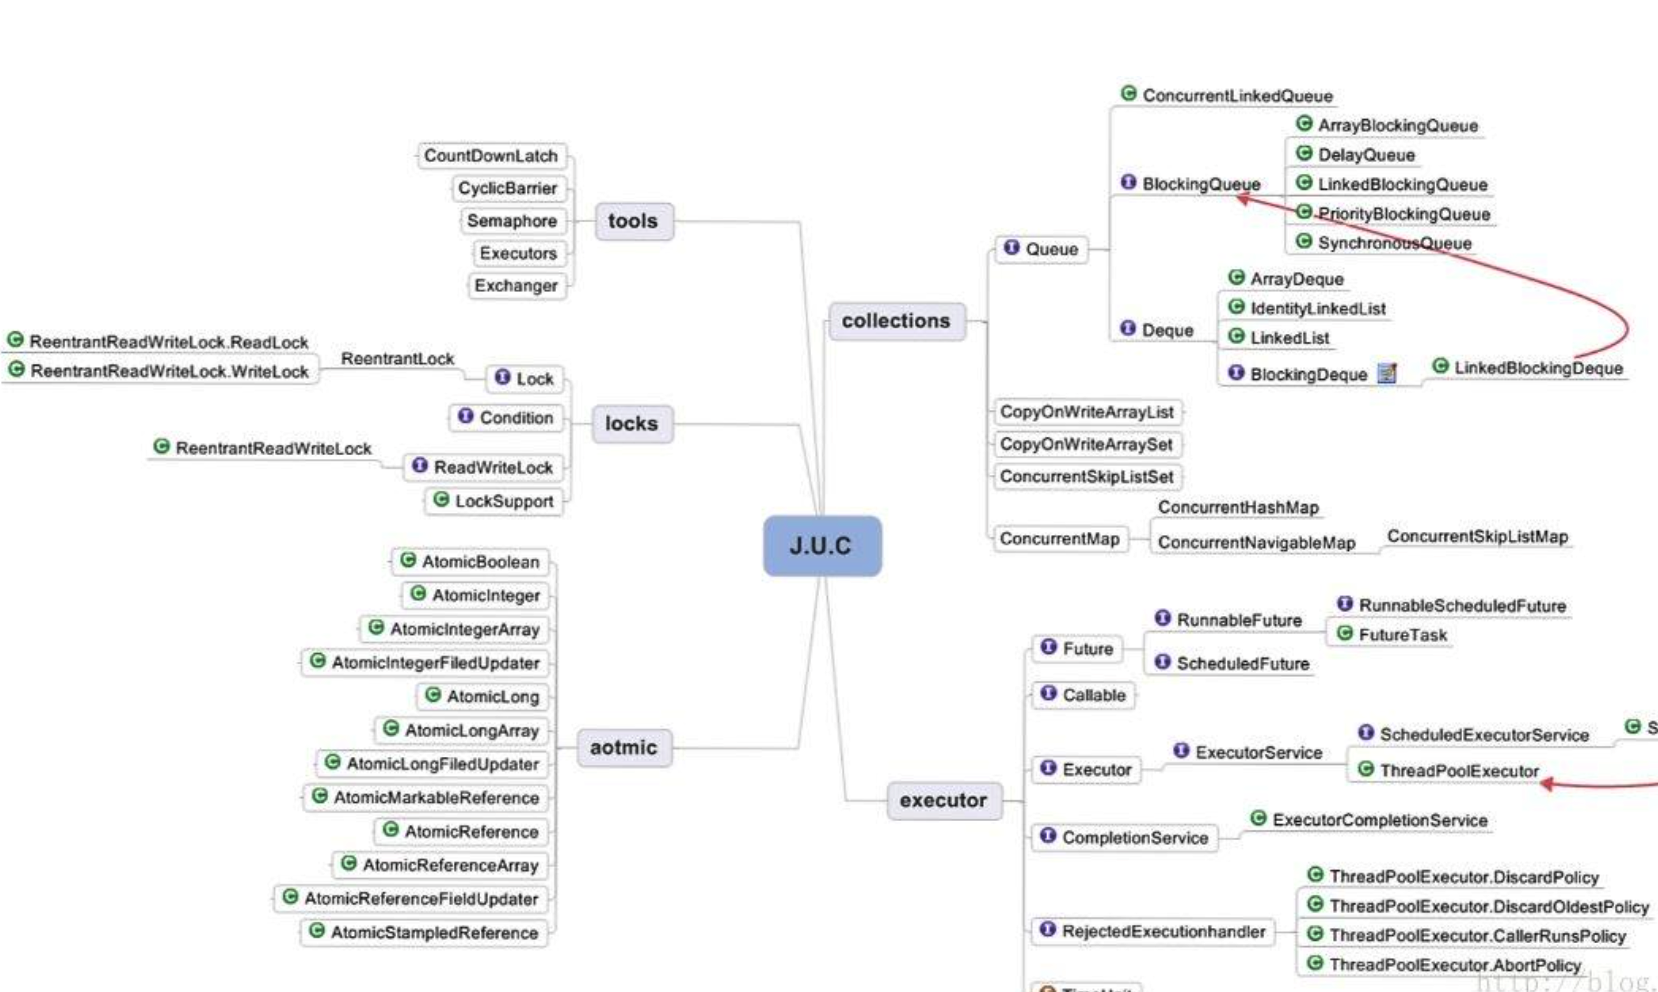 CountDownLatch
CyclicBarrier
Semaphore
Executors
Exchanger
tools
ReentrantReadWriteLock.ReadLock
ReentrantReadWriteLock.WriteLock
ReentrantLock
Lock
Condition
ReentrantReadWriteLock
ReadWriteLock
LockSupport
locks
AtomicBoolean
AtomicInteger
AtomicIntegerArray
AtomicIntegerFiledUpdater
AtomicLong
AtomicLongArray
AtomicLongFiledUpdater
AtomicMarkableReference
AtomicReference
AtomicReferenceArray
AtomicReferenceFieldUpdater
AtomicStampedReference
aotmic
J.U.C
collections
Queue
ConcurrentLinkedQueue
BlockingQueue
ArrayBlockingQueue
DelayQueue
LinkedBlockingQueue
PriorityBlockingQueue
SynchronousQueue
Deque
ArrayDeque
IdentityLinkedList
LinkedList
BlockingDeque
LinkedBlockingDeque
CopyOnWriteArrayList
CopyOnWriteArraySet
ConcurrentSkipListSet
ConcurrentMap
ConcurrentHashMap
ConcurrentNavigableMap
ConcurrentSkipListMap
executor
Future
RunnableFuture
RunnableScheduledFuture
FutureTask
ScheduledFuture
Callable
Executor
ExecutorService
ScheduledExecutorService
S
ThreadPoolExecutor
CompletionService
ExecutorCompletionService
RejectedExecutionhandler
ThreadPoolExecutor.DiscardPolicy
ThreadPoolExecutor.DiscardOldestPolicy
ThreadPoolExecutor.CallerRunsPolicy
ThreadPoolExecutor.AbortPolicy
http://blog.